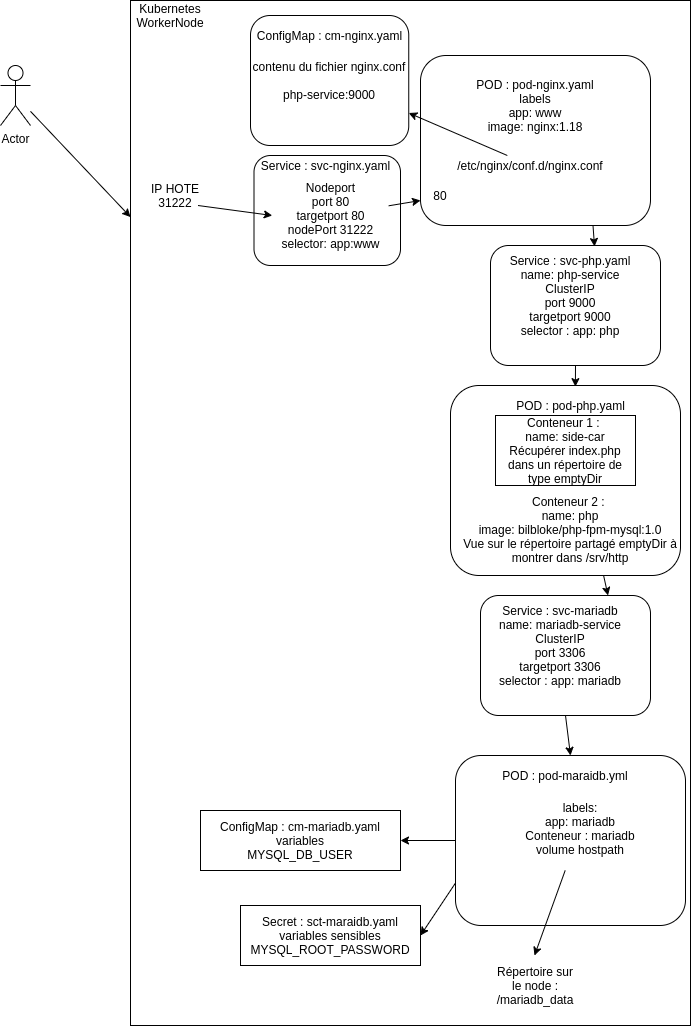 Kubernetes
WorkerNode
ConfigMap : cm-nginx.yaml
contenu du fichier nginx.conf
php-service:9000
POD : pod-nginx.yaml
labels
app: www
image: nginx:1.18
/etc/nginx/conf.d/nginx.conf
80
Actor
IP HOTE
31222
Service : svc-nginx.yaml
Nodeport
port 80
targetport 80
nodePort 31222
selector: app:www
Service : svc-php.yaml
name: php-service
ClusterIP
port 9000
targetport 9000
selector : app: php
POD : pod-php.yaml
Conteneur 1 :
name: side-car
Récupérer index.php
dans un répertoire de
type emptyDir
Conteneur 2 :
name: php
image: bilbloke/php-fpm-mysql:1.0
Vue sur le répertoire partagé emptyDir à
montrer dans /srv/http
Service : svc-mariadb
name: mariadb-service
ClusterIP
port 3306
targetport 3306
selector : app: mariadb
POD : pod-maraidb.yml
labels:
app: mariadb
Conteneur : mariadb
volume hostpath
ConfigMap : cm-mariadb.yaml
variables
MYSQL_DB_USER
Secret : sct-maraidb.yaml
variables sensibles
MYSQL_ROOT_PASSWORD
Répertoire sur
le node :
/mariadb_data